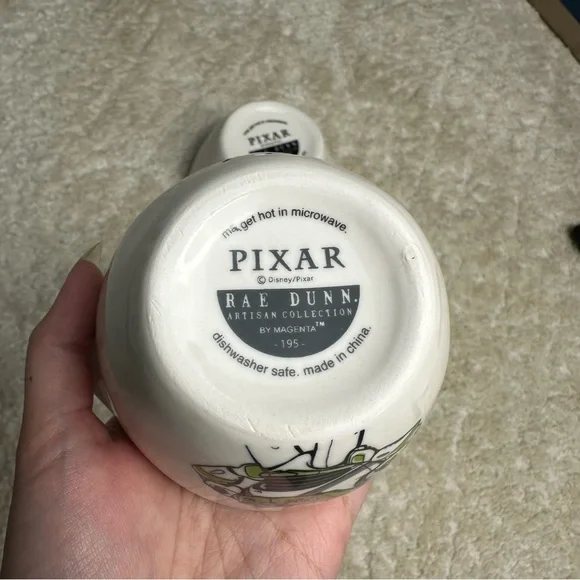 may get hot in microwave.
PIXAR
© Disney/Pixar
RAE DUNN.
ARTISAN COLLECTION
BY MAGENTA™
- 195 -
dishwasher safe. made in china.
PIXAR